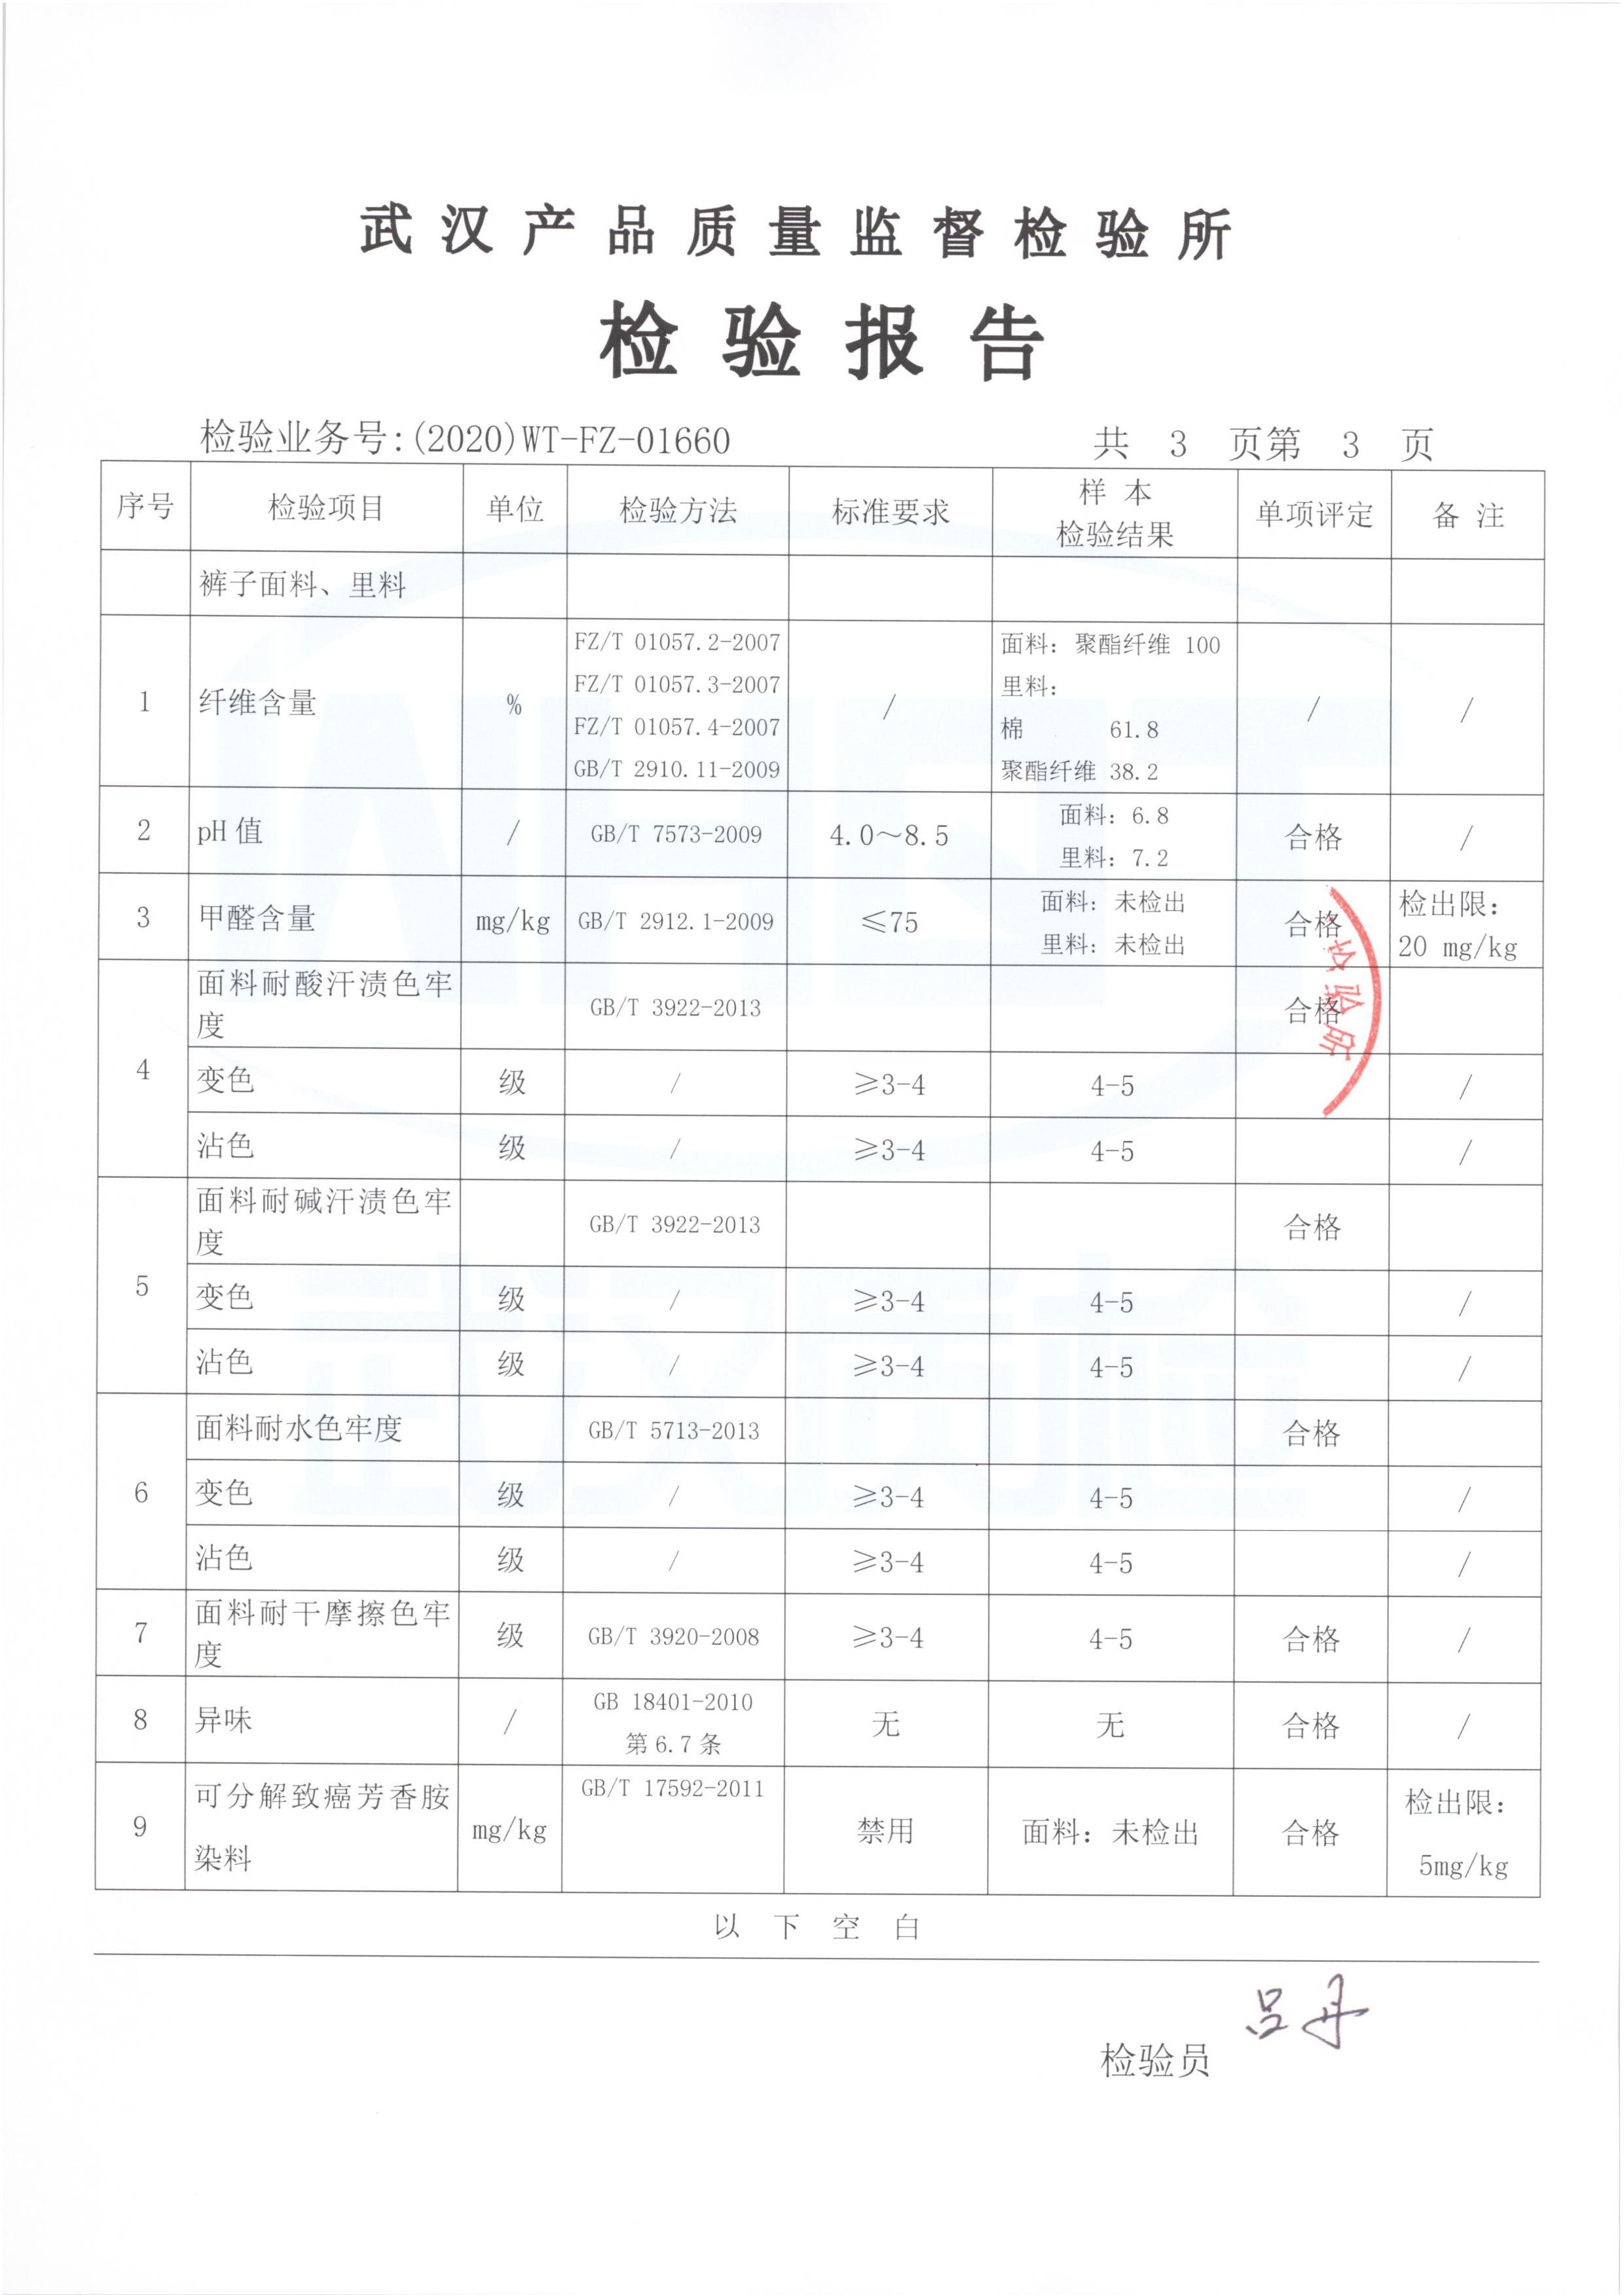 武汉产品质量监督检验所
检验报告
检验业务号:(2020)WT-FZ-01660 共 3 页第 3 页
序号 检验项目 单位 检验方法 标准要求 样 本 检验结果 单项评定 备 注
裤子面料、里料
1 纤维含量 % FZ/T 01057.2-2007 FZ/T 01057.3-2007 FZ/T 01057.4-2007 GB/T 2910.11-2009 / 面料: 聚酯纤维 100 里料: 棉 61.8 聚酯纤维 38.2 / /
2 pH 值 / GB/T 7573-2009 4.0～8.5 面料: 6.8 里料: 7.2 合格 /
3 甲醛含量 mg/kg GB/T 2912.1-2009 ≤75 面料: 未检出 里料: 未检出 合格 检出限: 20 mg/kg
4 面料耐酸汗渍色牢度 GB/T 3922-2013 合格
变色 级 / ≥3-4 4-5 /
沾色 级 / ≥3-4 4-5 /
5 面料耐碱汗渍色牢度 GB/T 3922-2013 合格
变色 级 / ≥3-4 4-5 /
沾色 级 / ≥3-4 4-5 /
6 面料耐水色牢度 GB/T 5713-2013 合格
变色 级 / ≥3-4 4-5 /
沾色 级 / ≥3-4 4-5 /
7 面料耐干摩擦色牢度 级 GB/T 3920-2008 ≥3-4 4-5 合格 /
8 异味 / GB 18401-2010 第 6.7 条 无 无 合格 /
9 可分解致癌芳香胺染料 mg/kg GB/T 17592-2011 禁用 面料: 未检出 合格 检出限: 5mg/kg
以 下 空 白
检验员 吕丹
验所
WHQT
武汉质检